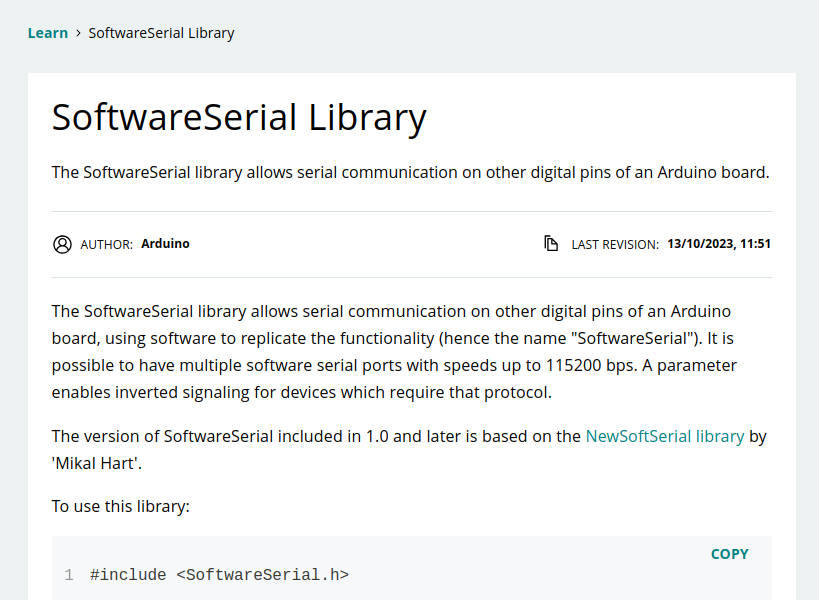 Learn > SoftwareSerial Library
SoftwareSerial Library
The SoftwareSerial library allows serial communication on other digital pins of an Arduino board.
AUTHOR: Arduino LAST REVISION: 13/10/2023, 11:51
The SoftwareSerial library allows serial communication on other digital pins of an Arduino
board, using software to replicate the functionality (hence the name "SoftwareSerial"). It is
possible to have multiple software serial ports with speeds up to 115200 bps. A parameter
enables inverted signaling for devices which require that protocol.
The version of SoftwareSerial included in 1.0 and later is based on the NewSoftSerial library by
'Mikal Hart'.
To use this library:
COPY
1 #include <SoftwareSerial.h>